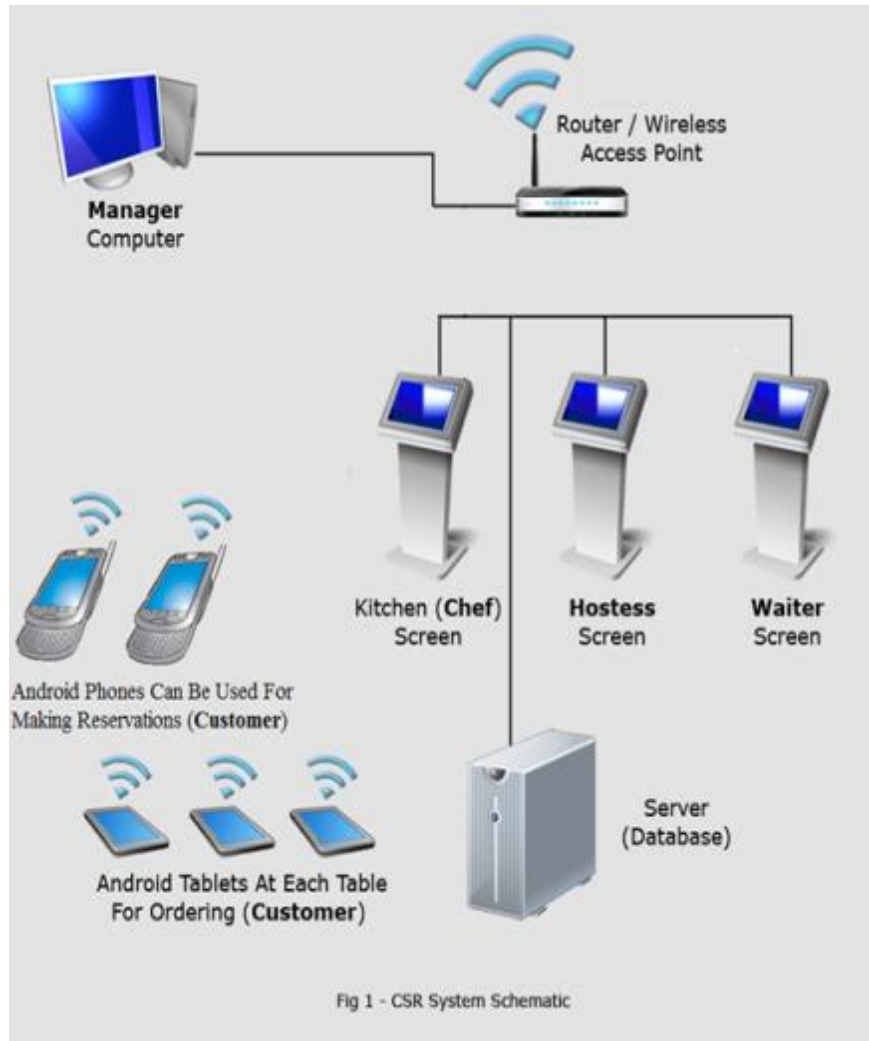 Router / Wireless
Access Point
Manager
Computer
Kitchen (Chef)
Screen
Hostess
Screen
Waiter
Screen
Android Phones Can Be Used For
Making Reservations (Customer)
Server
(Database)
Android Tablets At Each Table
For Ordering (Customer)
Fig 1 - CSR System Schematic